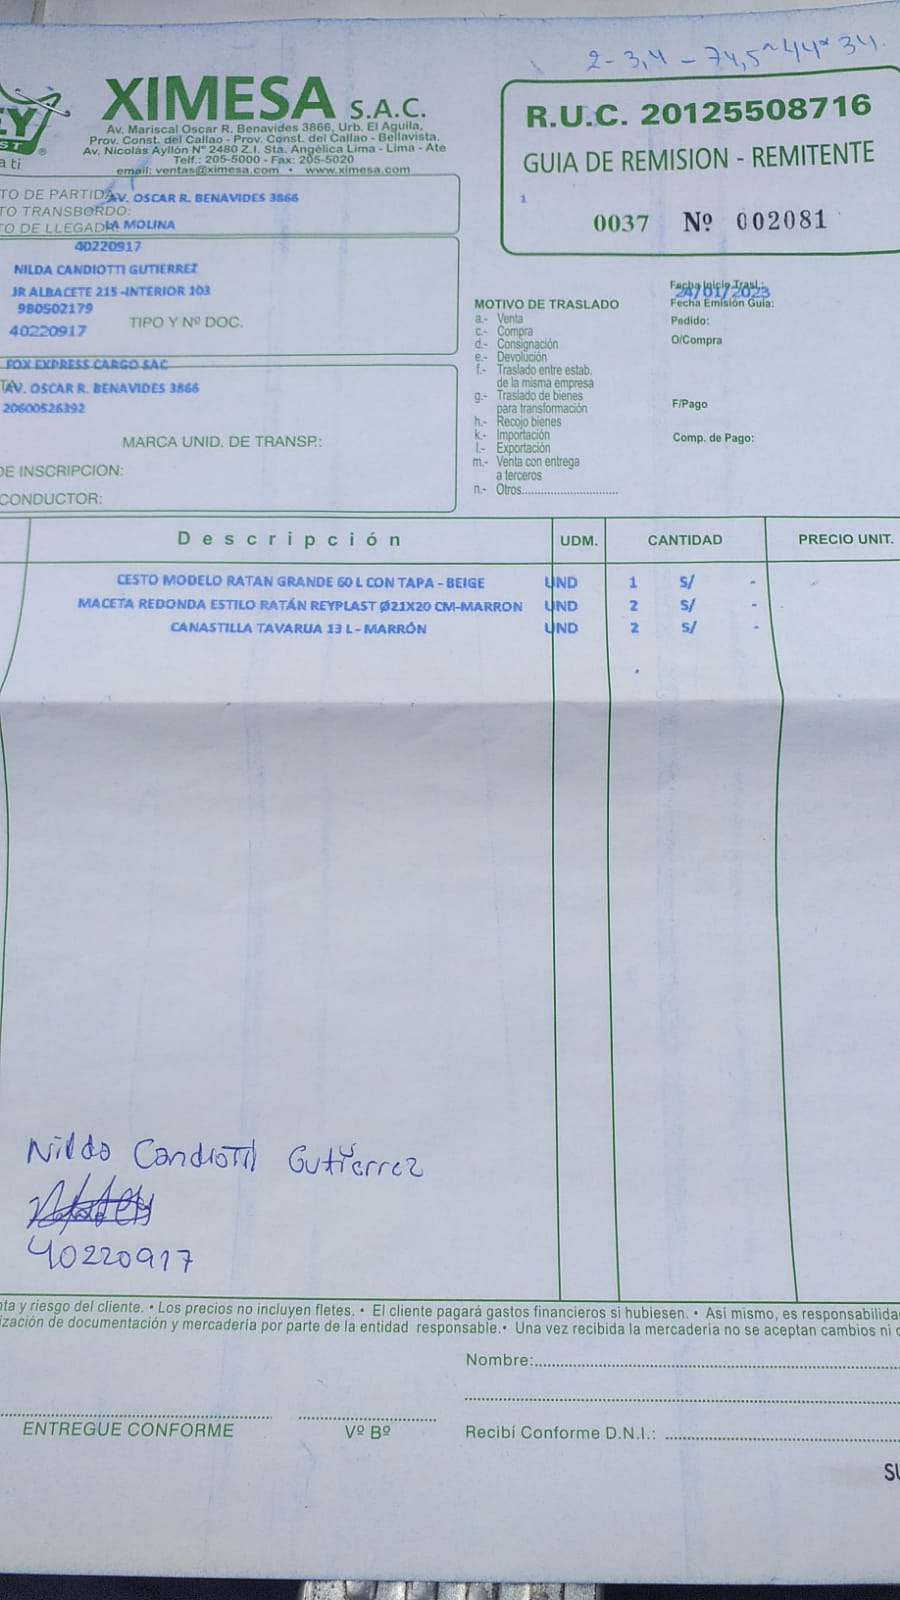 2-3,4 - 74,5*44*34.
EY
ST ®
a ti
XIMESA S.A.C.
Av. Mariscal Oscar R. Benavides 3866, Urb. El Aguila,
Prov. Const. del Callao - Prov. Const. del Callao - Bellavista.
Av. Nicolás Ayllón Nº 2480 Z.I. Sta. Angélica Lima - Lima - Ate
Telf.: 205-5000 - Fax: 205-5020
email: ventas@ximesa.com • www.ximesa.com
R.U.C. 20125508716
GUIA DE REMISION - REMITENTE
1
0037 Nº 002081
TO DE PARTIDA AV. OSCAR R. BENAVIDES 3866
TO TRANSBORDO:
TO DE LLEGADA LA MOLINA
40220917
NILDA CANDIOTTI GUTIERREZ
JR ALBACETE 215 -INTERIOR 103
980502179
40220917 TIPO Y Nº DOC.
FOX EXPRESS CARGO SAC
AV. OSCAR R. BENAVIDES 3866
20600526392
MARCA UNID. DE TRANSP.:
DE INSCRIPCION:
CONDUCTOR:
MOTIVO DE TRASLADO
a.- Venta
c.- Compra
d.- Consignación
e.- Devolución
f.- Traslado entre estab.
de la misma empresa
g.- Traslado de bienes
para transformación
h.- Recojo bienes
k.- Importación
l.- Exportación
m.- Venta con entrega
a terceros
n.- Otros..............................
Fecha Inicio Trasl.:
24/01/2023
Fecha Emisión Guia:
Pedido:
O/Compra
F/Pago
Comp. de Pago:
Descripción UDM. CANTIDAD PRECIO UNIT.
CESTO MODELO RATAN GRANDE 60 L CON TAPA - BEIGE UND 1 S/ -
MACETA REDONDA ESTILO RATÁN REYPLAST Ø21X20 CM-MARRON UND 2 S/ -
CANASTILLA TAVARUA 13 L - MARRÓN UND 2 S/ -
Nilda Candiotti Gutierrez
40220917
nta y riesgo del cliente. • Los precios no incluyen fletes. • El cliente pagará gastos financieros si hubiesen. • Así mismo, es responsabilida
ización de documentación y mercadería por parte de la entidad responsable. • Una vez recibida la mercadería no se aceptan cambios ni
Nombre:
ENTREGUE CONFORME
Vº Bº
Recibí Conforme D.N.I.:
SU